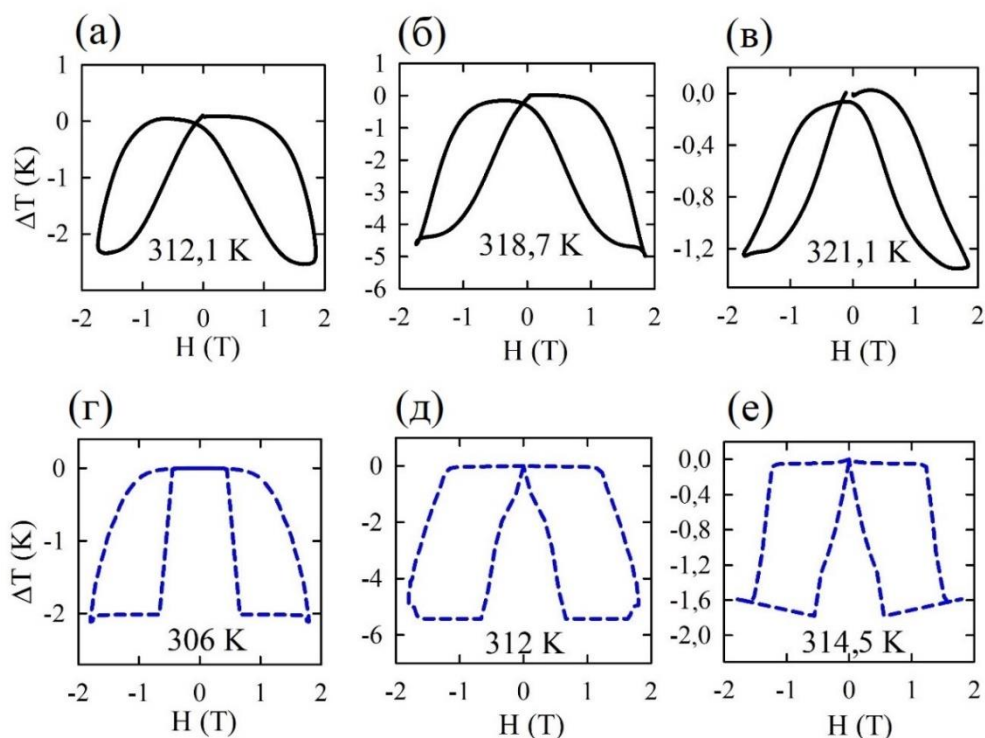 (а)
(б)
(в)
1
0
-1
-2
ΔT (K)
312,1 K
-2 -1 0 1 2
H (T)
1
0
-1
-2
-3
-4
-5
-6
318,7 K
-2 -1 0 1 2
H (T)
0,0
-0,4
-0,8
-1,2
321,1 K
-2 -1 0 1 2
H (T)
(г)
(д)
(е)
0
-1
-2
ΔT (K)
306 K
-2 -1 0 1 2
H (T)
0
-2
-4
-6
312 K
-2 -1 0 1 2
H (T)
0,0
-0,4
-0,8
-1,2
-1,6
-2,0
314,5 K
-2 -1 0 1 2
H (T)